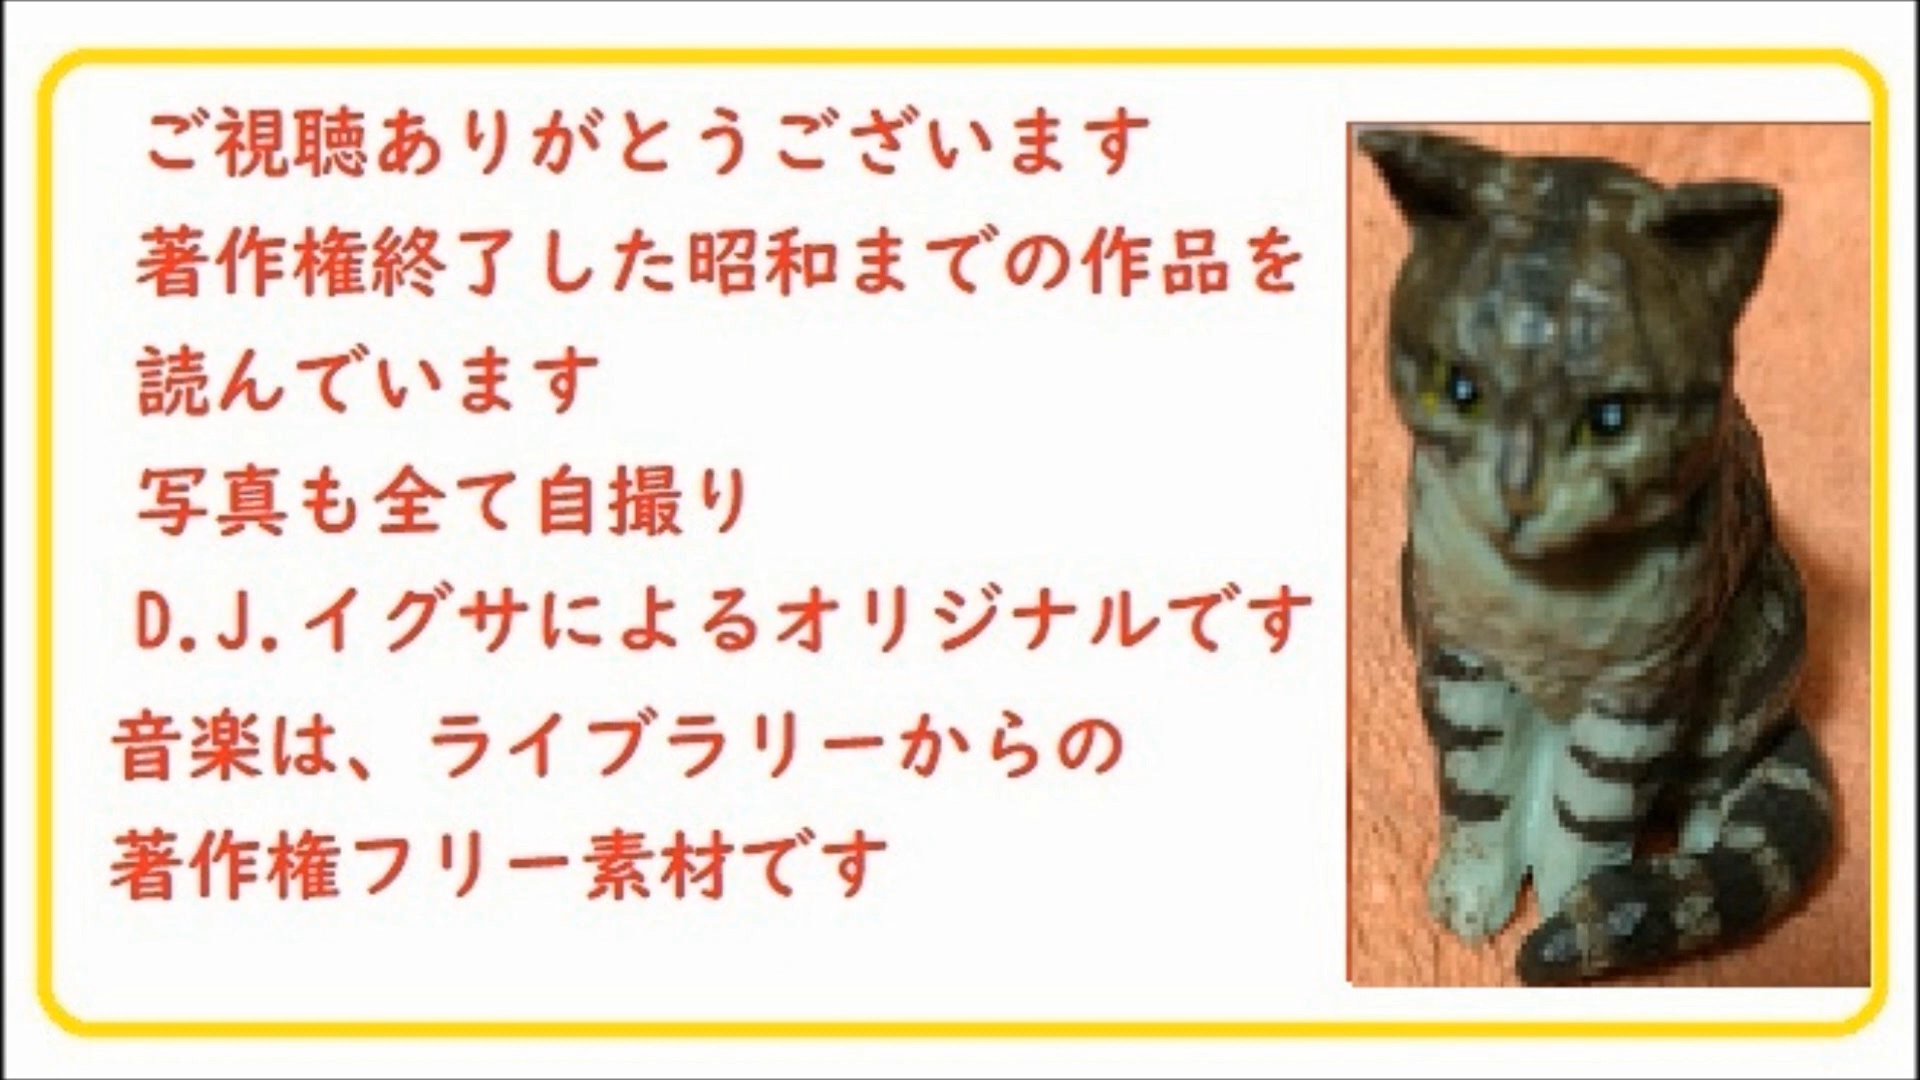 ご視聴ありがとうございます
著作権終了した昭和までの作品を
読んでいます
写真も全て自撮り
D.J.イグサによるオリジナルです
音楽は、ライブラリーからの
著作権フリー素材です